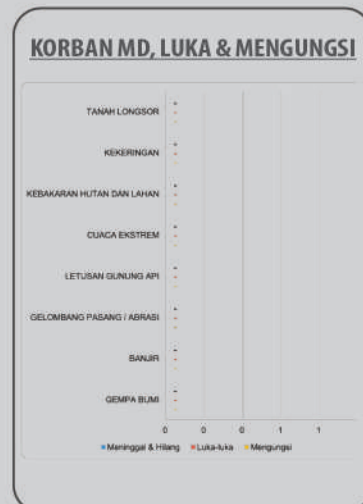 KORBAN MD, LUKA & MENGUNGSI
TANAH LONGSOR
KEKERINGAN
KEBAKARAN HUTAN DAN LAHAN
CUACA EKSTREM
LETUSAN GUNUNG API
GELOMBANG PASANG / ABRASI
BANJIR
GEMPA BUMI
0 0 0 1 1
Meninggal & Hilang Luka-luka Mengungsi